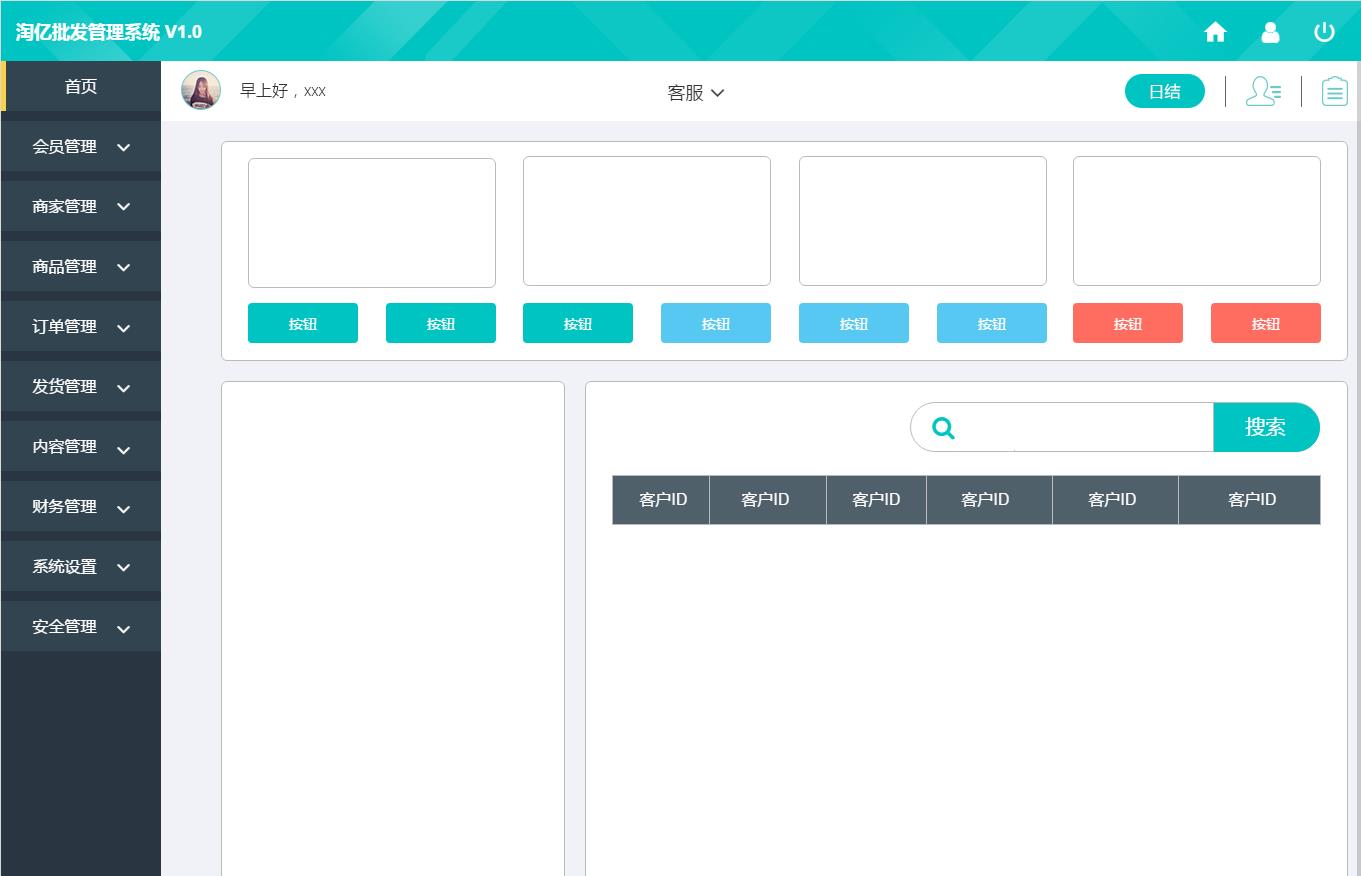 淘亿批发管理系统 V1.0
首页
早上好，xxx
客服
日结
会员管理
商家管理
商品管理
订单管理
发货管理
内容管理
财务管理
系统设置
安全管理
按钮 按钮 按钮 按钮 按钮 按钮 按钮 按钮
搜索
客户ID 客户ID 客户ID 客户ID 客户ID 客户ID